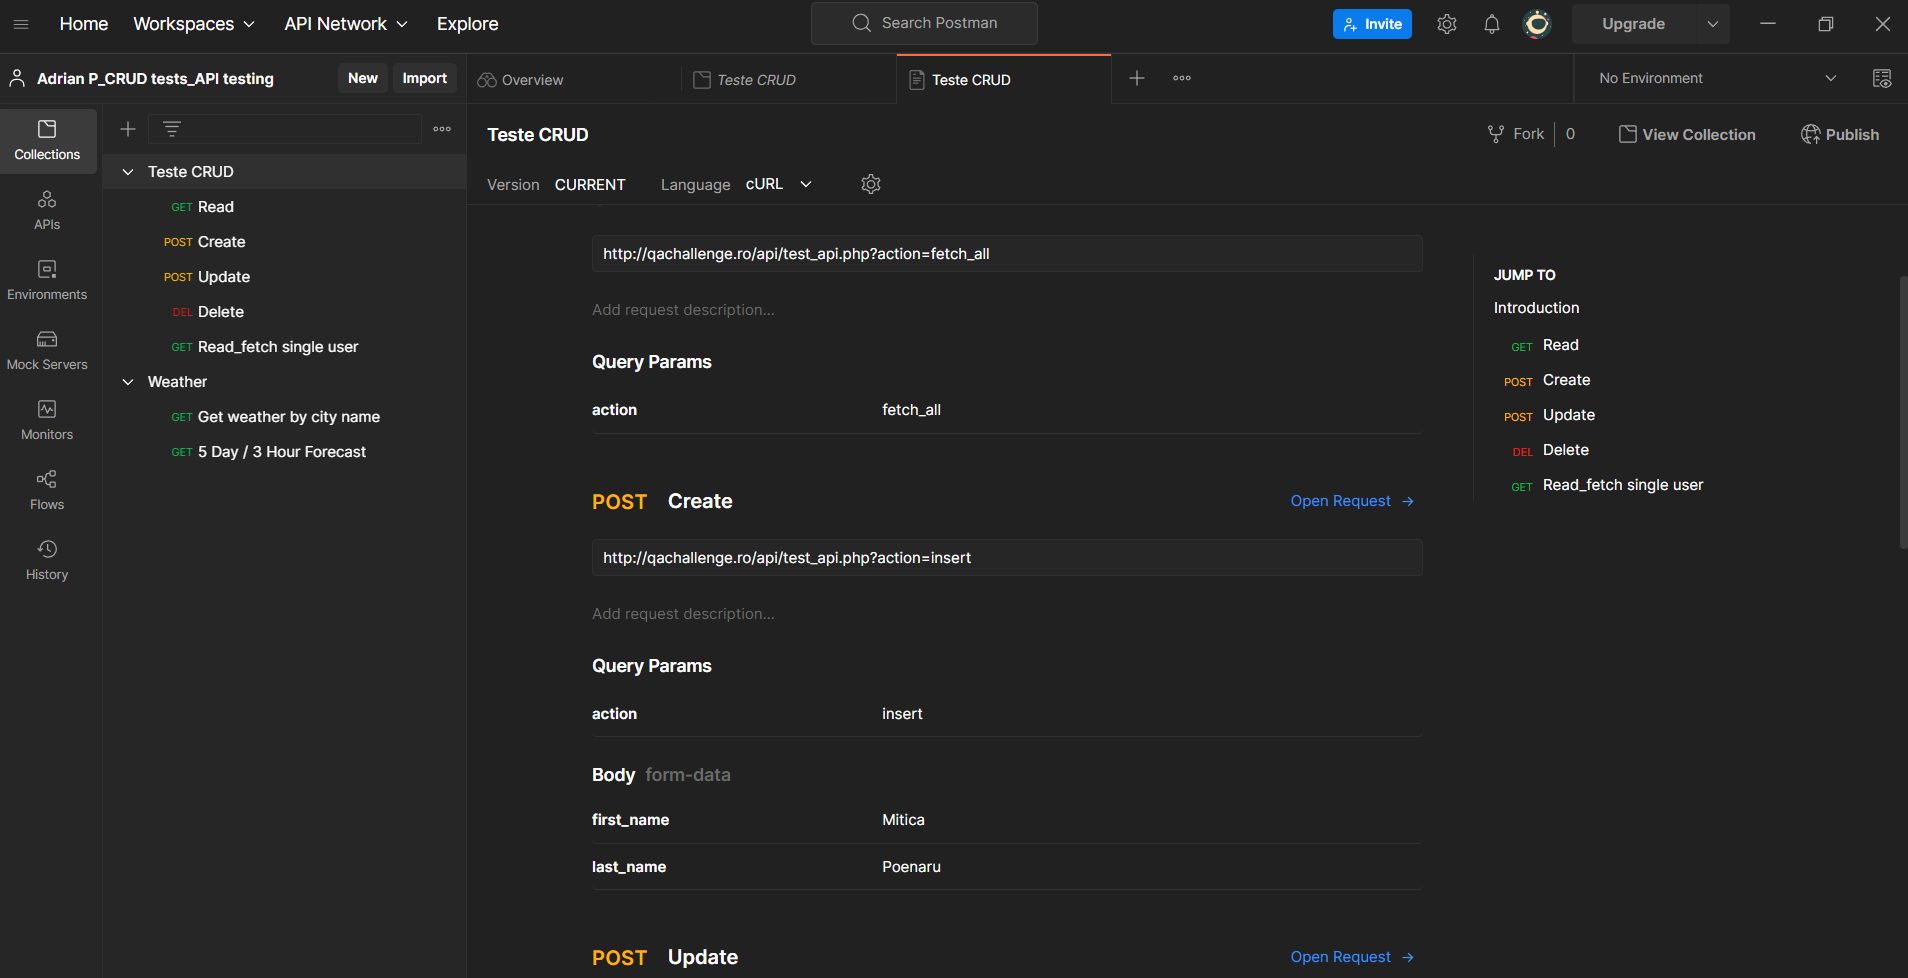 Home Workspaces API Network Explore Search Postman Invite Upgrade
Adrian P_CRUD tests_API testing New Import Overview Teste CRUD Teste CRUD No Environment
Collections
APIs
Environments
Mock Servers
Monitors
Flows
History
Teste CRUD
GET Read
POST Create
POST Update
DEL Delete
GET Read_fetch single user
Weather
GET Get weather by city name
GET 5 Day / 3 Hour Forecast
Teste CRUD Fork 0 View Collection Publish
Version CURRENT Language cURL
http://qachallenge.ro/api/test_api.php?action=fetch_all
Add request description...
Query Params
action fetch_all
POST Create Open Request →
http://qachallenge.ro/api/test_api.php?action=insert
Add request description...
Query Params
action insert
Body form-data
first_name Mitica
last_name Poenaru
POST Update Open Request →
JUMP TO
Introduction
GET Read
POST Create
POST Update
DEL Delete
GET Read_fetch single user